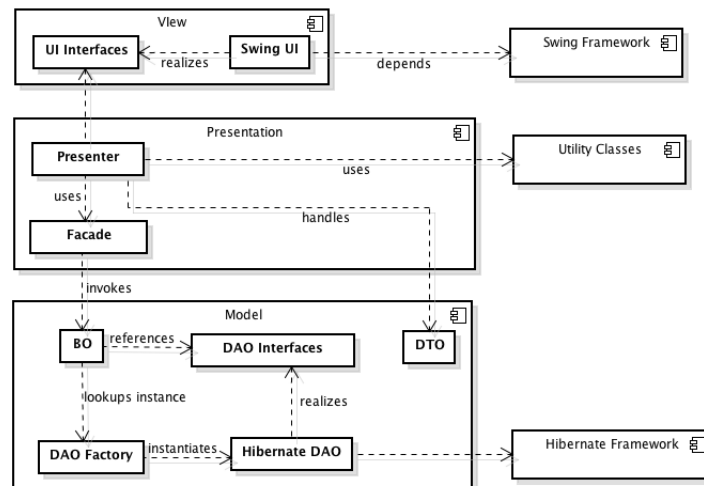 VIew
UI Interfaces
Swing UI
realizes
depends
Swing Framework
Presentation
Presenter
uses
Utility Classes
uses
handles
Facade
invokes
Model
BO
references
DAO Interfaces
DTO
lookups instance
realizes
DAO Factory
instantiates
Hibernate DAO
Hibernate Framework